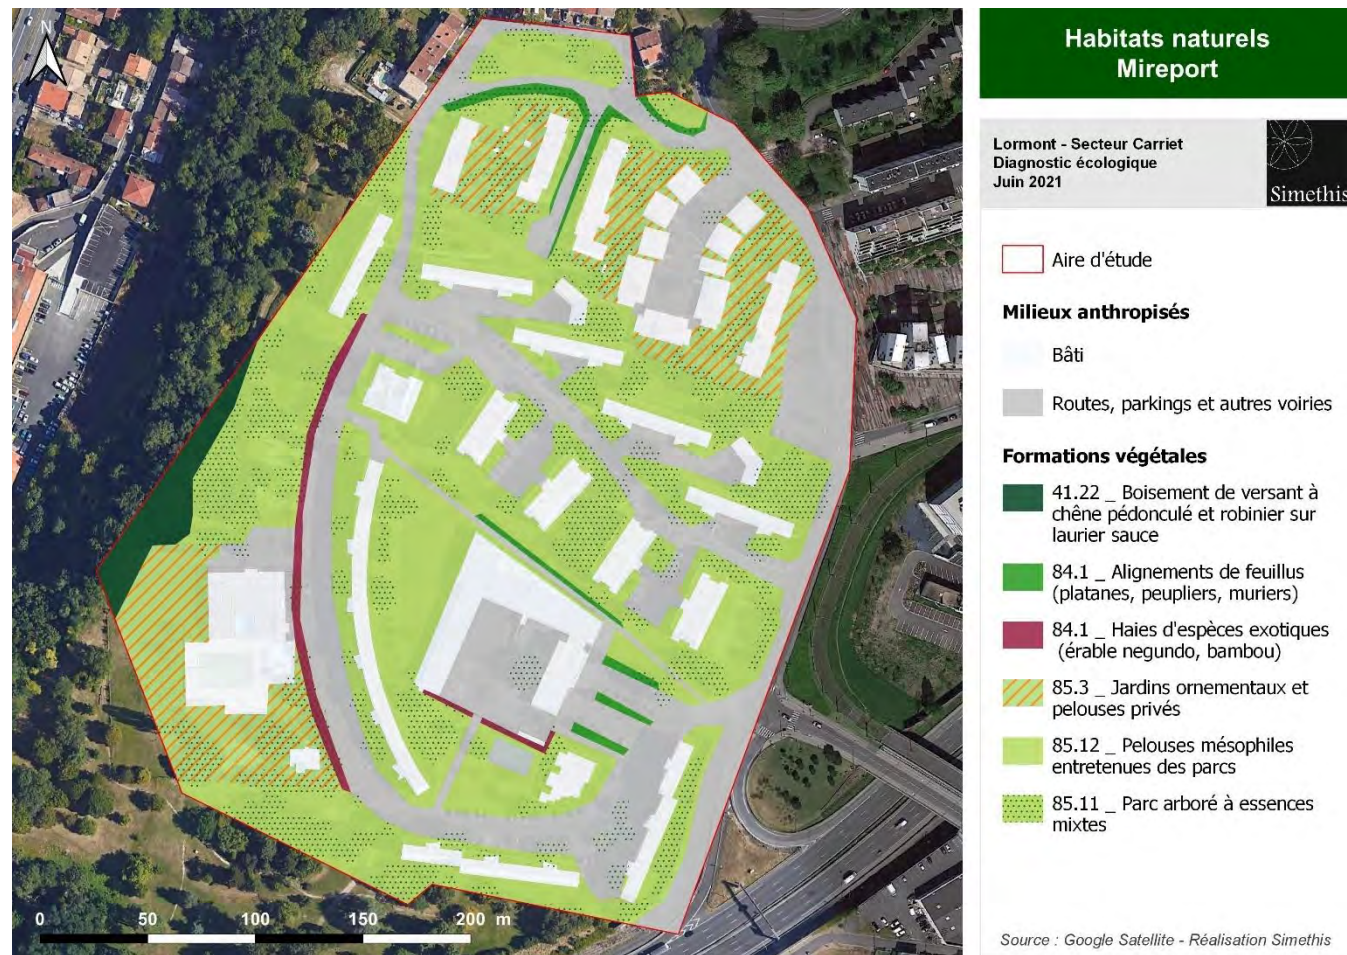 Habitats naturels
Mireport
Lormont - Secteur Carriet
Diagnostic écologique
Juin 2021
Simethis
N
Aire d'étude
Milieux anthropisés
Bâti
Routes, parkings et autres voiries
Formations végétales
41.22 _ Boisement de versant à
chêne pédonculé et robinier sur
laurier sauce
84.1 _ Alignements de feuillus
(platanes, peupliers, muriers)
84.1 _ Haies d'espèces exotiques
(érable negundo, bambou)
85.3 _ Jardins ornementaux et
pelouses privés
85.12 _ Pelouses mésophiles
entretenues des parcs
85.11 _ Parc arboré à essences
mixtes
0 50 100 150 200 m
Source : Google Satellite - Réalisation Simethis